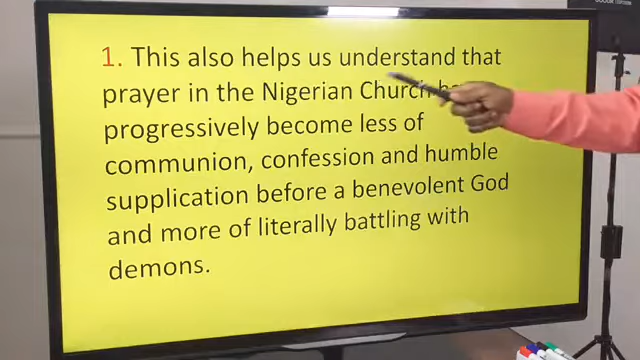 1. This also helps us understand that
prayer in the Nigerian Church
progressively become less of
communion, confession and humble
supplication before a benevolent God
and more of literally battling with
demons.